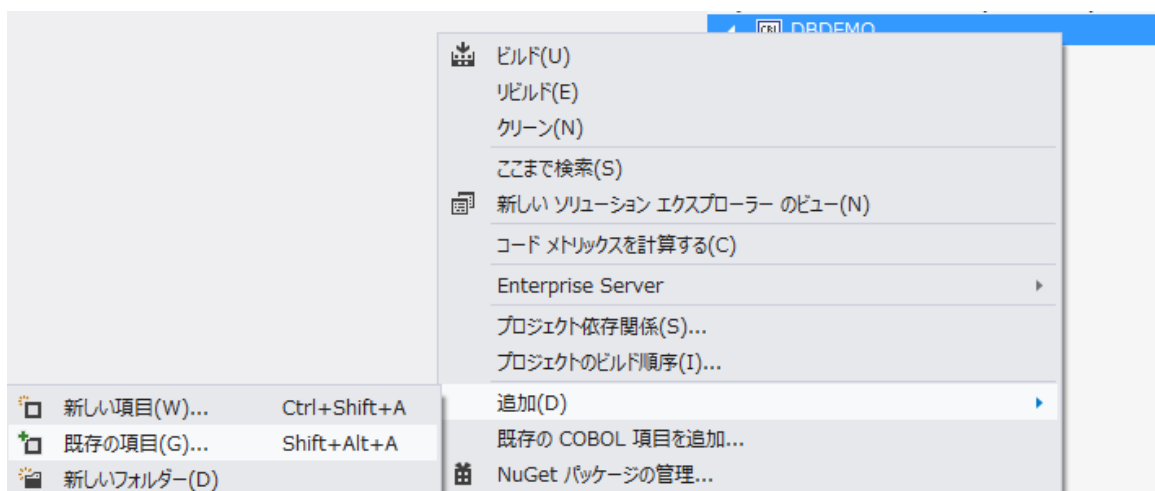 DBDEMO
ビルド(U)
リビルド(E)
クリーン(N)
ここまで検索(S)
新しい ソリューション エクスプローラー のビュー(N)
コード メトリックスを計算する(C)
Enterprise Server
プロジェクト依存関係(S)...
プロジェクトのビルド順序(I)...
追加(D)
既存の COBOL 項目を追加...
NuGet パッケージの管理...
新しい項目(W)... Ctrl+Shift+A
既存の項目(G)... Shift+Alt+A
新しいフォルダー(D)